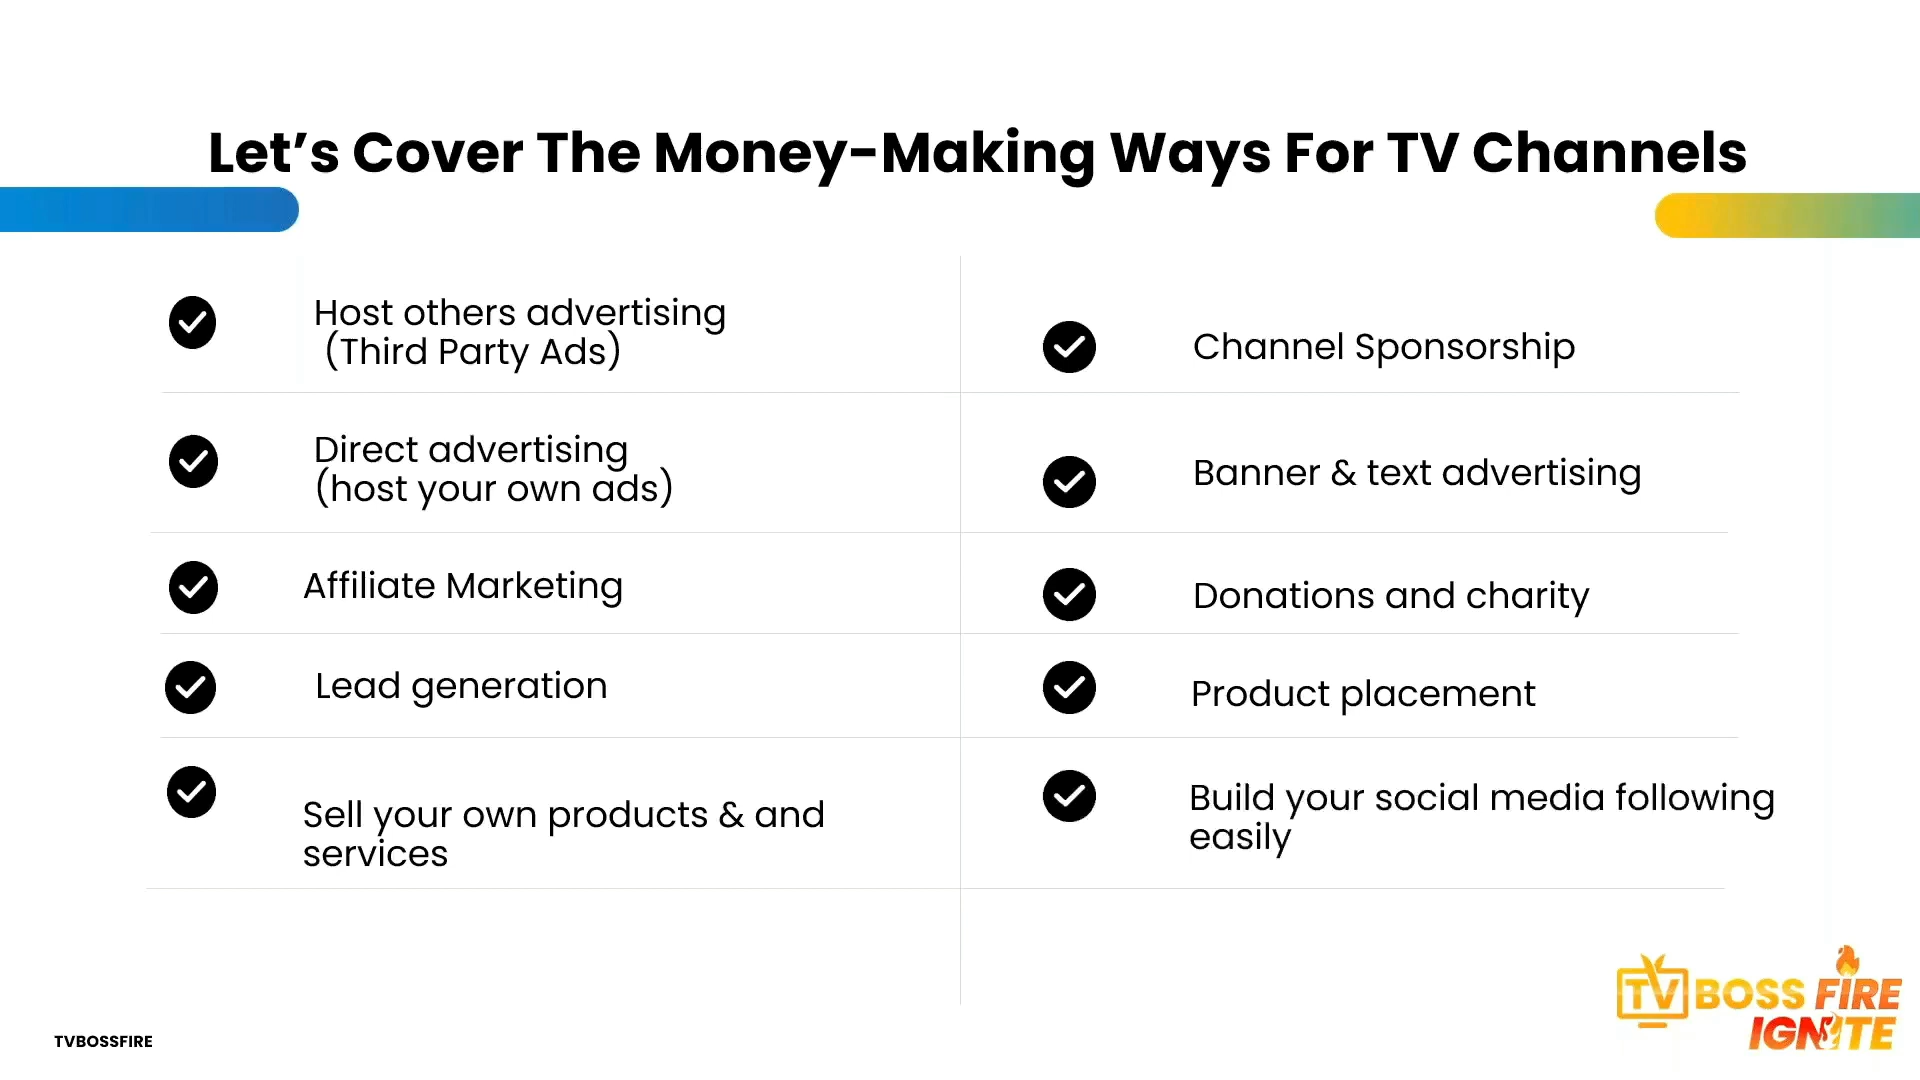 Let’s Cover The Money-Making Ways For TV Channels
Host others advertising
(Third Party Ads)
Direct advertising
(host your own ads)
Affiliate Marketing
Lead generation
Sell your own products & and
services
Channel Sponsorship
Banner & text advertising
Donations and charity
Product placement
Build your social media following
easily
TVBOSSFIRE
TV BOSS FIRE
IGNITE